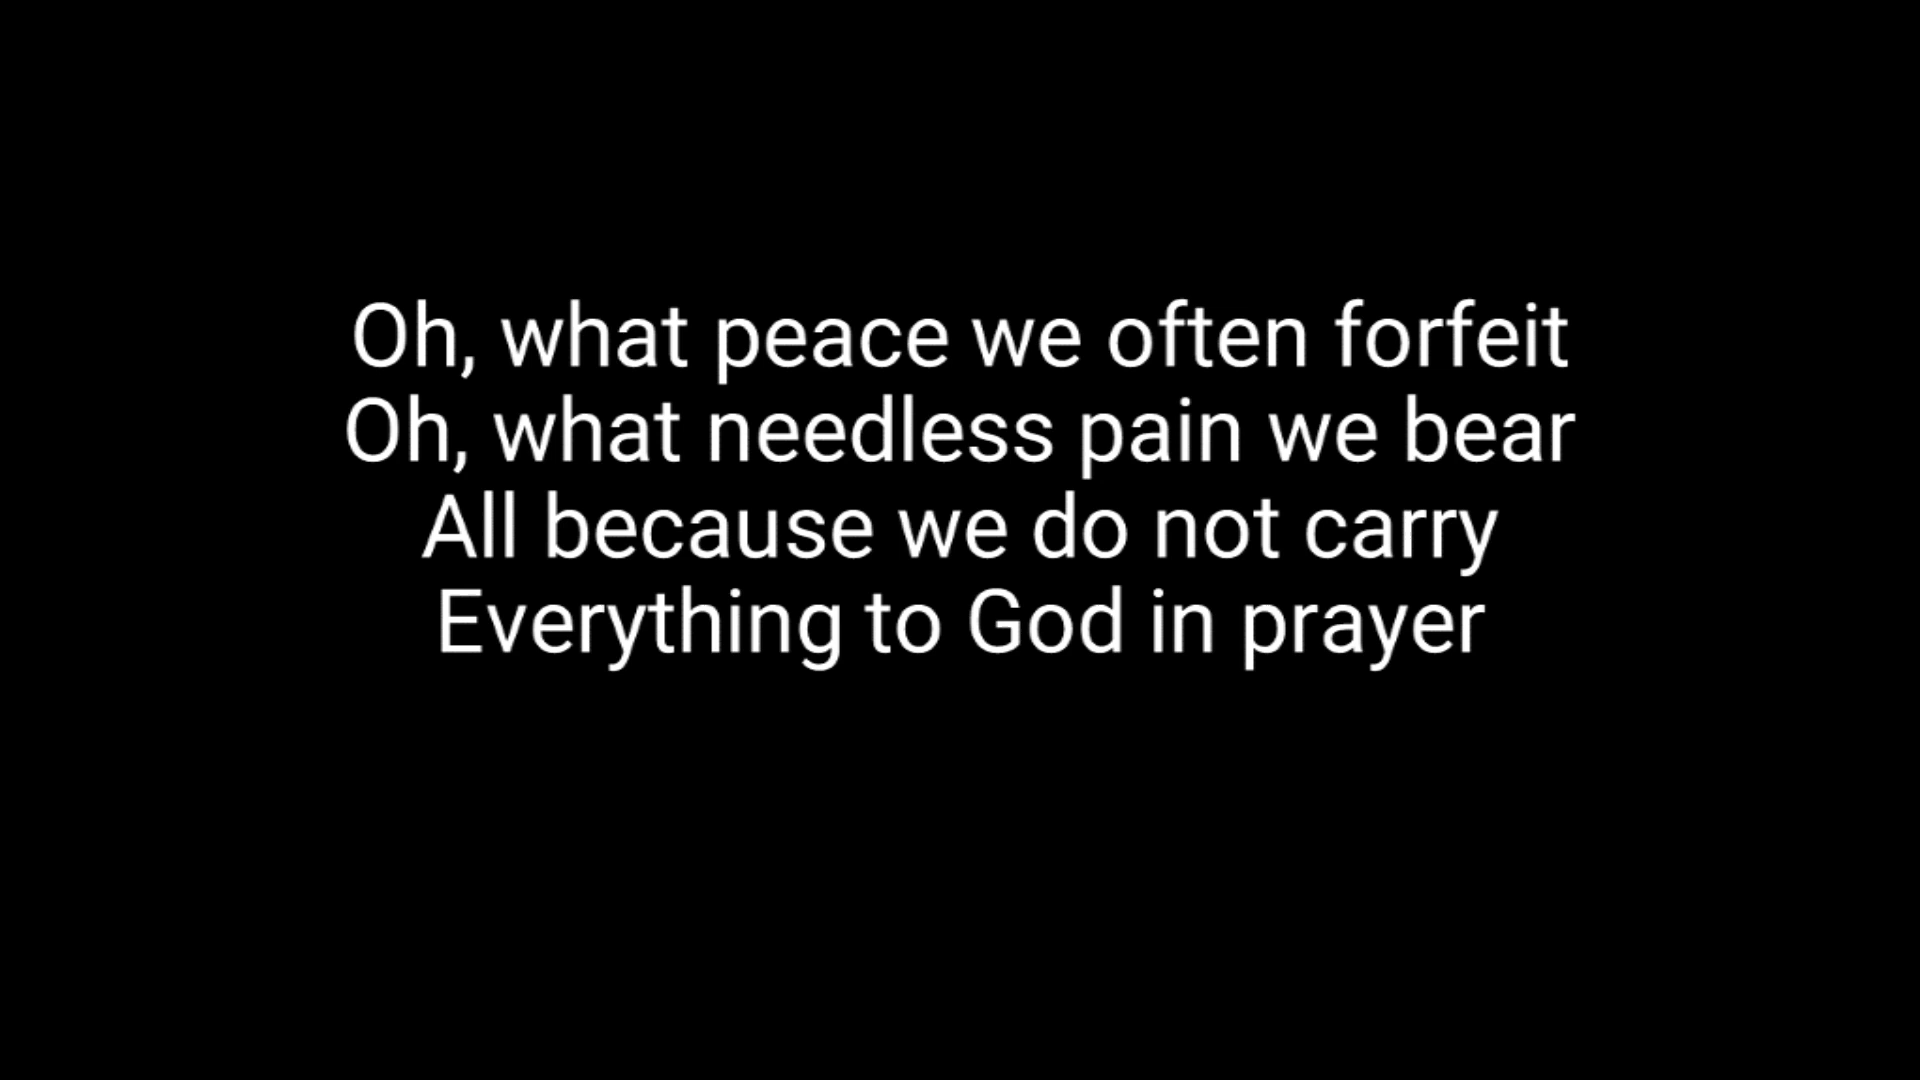 Oh, what peace we often forfeit
Oh, what needless pain we bear
All because we do not carry
Everything to God in prayer